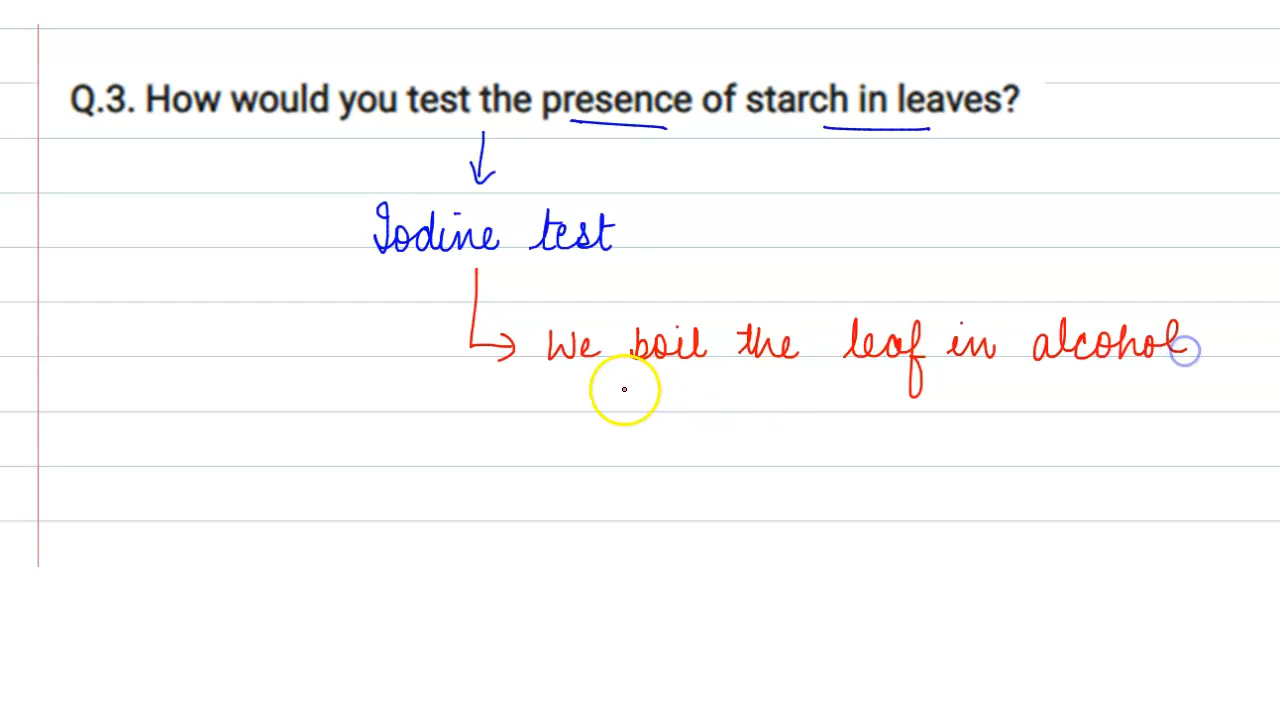 Q.3. How would you test the presence of starch in leaves?
Iodine test
We boil the leaf in alcohol